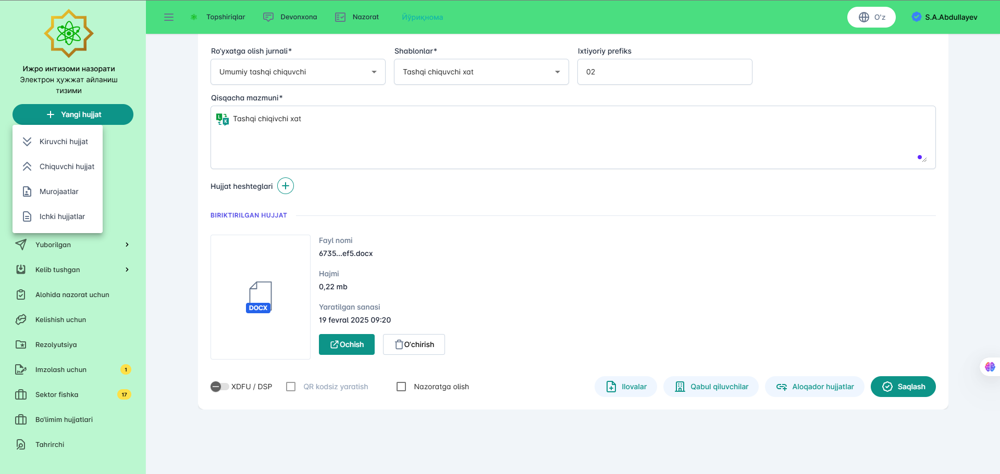 Ижро интизоми назорати
Электрон ҳужжат айланиш
тизими
Yangi hujjat
Kiruvchi hujjat
Chiquvchi hujjat
Murojaatlar
Ichki hujjatlar
Yuborilgan
Kelib tushgan
Alohida nazorat uchun
Kelishish uchun
Rezolyutsiya
Imzolash uchun 1
Sektor fishka 17
Bo'limim hujjatlari
Tahrirchi
Topshiriqlar Devonxona Nazorat Йўриқнома O'z S.A.Abdullayev
Ro'yxatga olish jurnali* Shablonlar* Ixtiyoriy prefiks
Umumiy tashqi chiquvchi Tashqi chiquvchi xat 02
Qisqacha mazmuni*
L K Tashqi chiqivchi xat
Hujjat heshteglari
BIRIKTIRILGAN HUJJAT
DOCX
Fayl nomi
6735...ef5.docx
Hajmi
0,22 mb
Yaratilgan sanasi
19 fevral 2025 09:20
Ochish O'chirish
XDFU / DSP QR kodsiz yaratish Nazoratga olish Ilovalar Qabul qiluvchilar Aloqador hujjatlar Saqlash